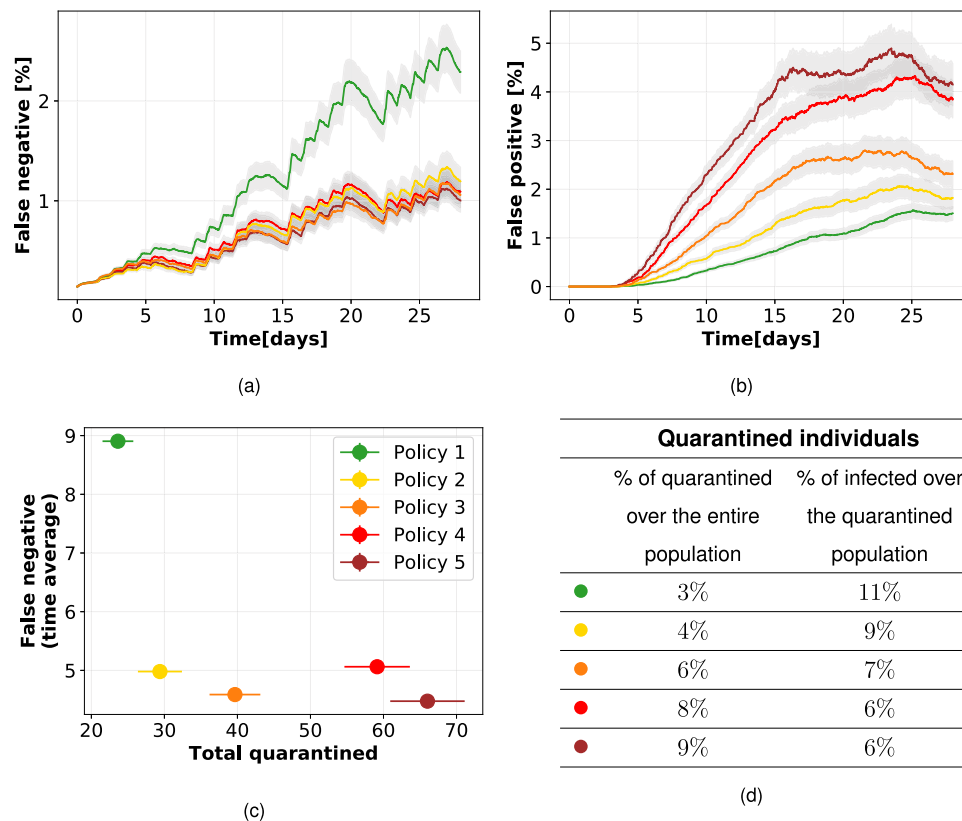 False negative [%]
2
1
0
5
10
15
20
25
Time[days]
(a)
False positive [%]
5
4
3
2
1
0
0
5
10
15
20
25
Time[days]
(b)
False negative
(time average)
9
8
7
6
5
20
30
40
50
60
70
Total quarantined
Policy 1
Policy 2
Policy 3
Policy 4
Policy 5
(c)
Quarantined individuals
% of quarantined % of infected over
over the entire the quarantined
population population
3% 11%
4% 9%
6% 7%
8% 6%
9% 6%
(d)